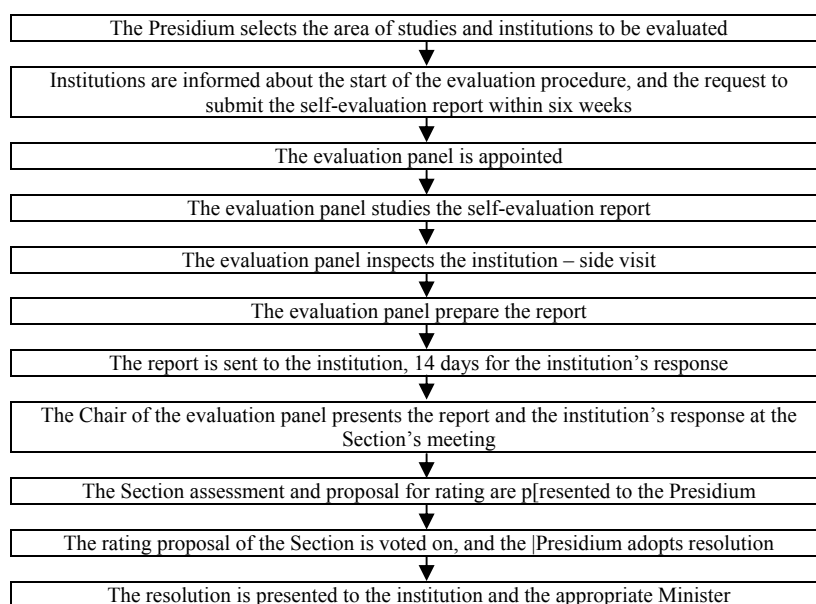 The Presidium selects the area of studies and institutions to be evaluated
Institutions are informed about the start of the evaluation procedure, and the request to
submit the self-evaluation report within six weeks
The evaluation panel is appointed
The evaluation panel studies the self-evaluation report
The evaluation panel inspects the institution – side visit
The evaluation panel prepare the report
The report is sent to the institution, 14 days for the institution’s response
The Chair of the evaluation panel presents the report and the institution’s response at the
Section’s meeting
The Section assessment and proposal for rating are p[resented to the Presidium
The rating proposal of the Section is voted on, and the |Presidium adopts resolution
The resolution is presented to the institution and the appropriate Minister